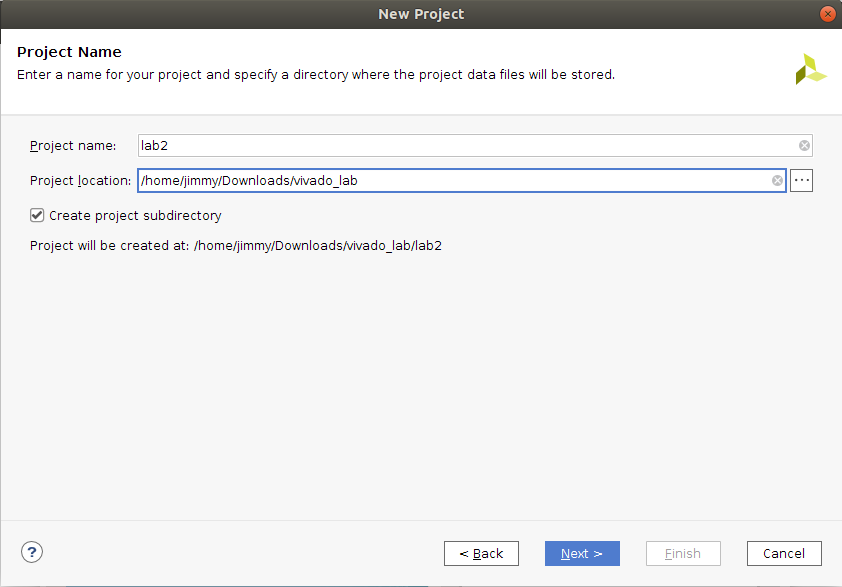 New Project
Project Name
Enter a name for your project and specify a directory where the project data files will be stored.
Project name: lab2
Project location: /home/jimmy/Downloads/vivado_lab ...
Create project subdirectory
Project will be created at: /home/jimmy/Downloads/vivado_lab/lab2
? < Back Next > Finish Cancel